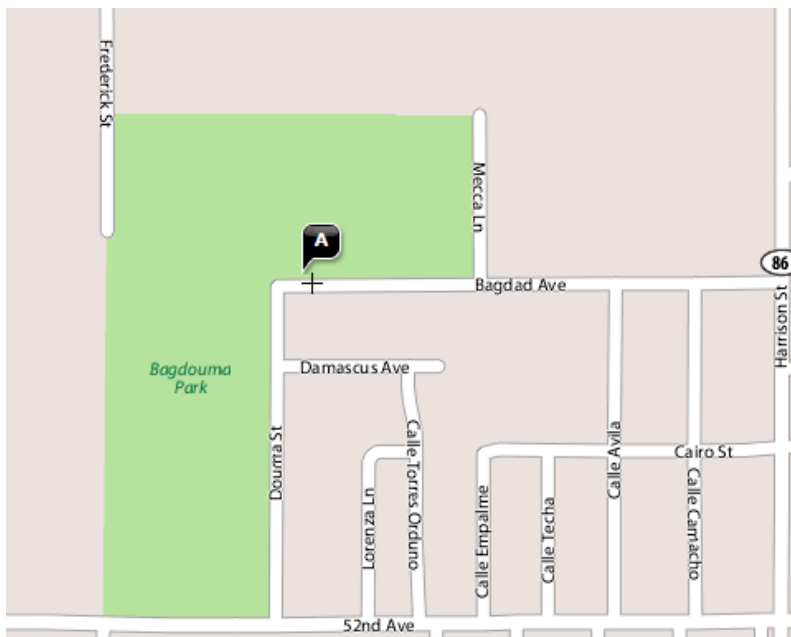 Frederick St
Mecca Ln
A
86
Bagdad Ave
Harrison St
Bagdouma
Park
Damascus Ave
Douma St
Calle Torres Orduno
Calle Avila
Cairo St
Lorenza Ln
Calle Empalme
Calle Techa
Calle Camacho
52nd Ave